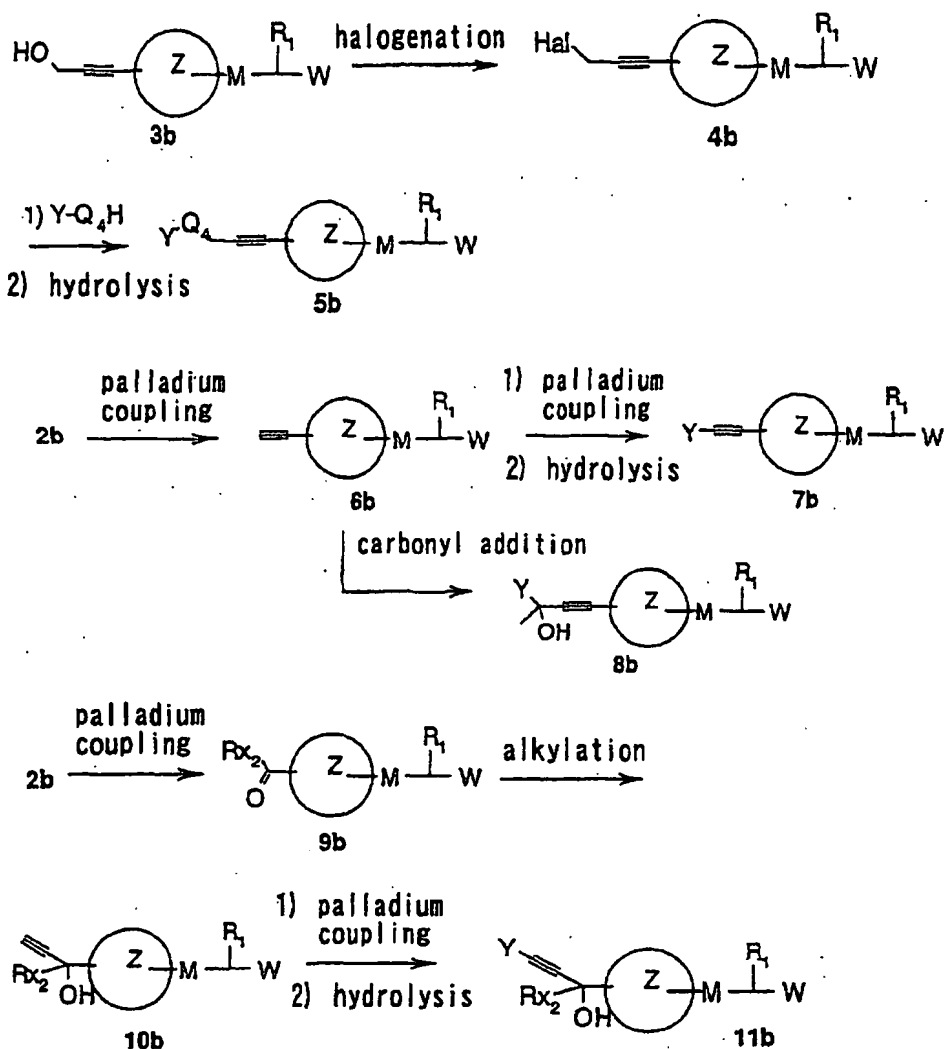 HO Z M R₁ W
halogenation
Hal Z M R₁ W
3b
4b
1) Y-Q₄H
2) hydrolysis
Y Q₄ Z M R₁ W
5b
2b
palladium
coupling
Z M R₁ W
6b
1) palladium
coupling
2) hydrolysis
Y Z M R₁ W
7b
carbonyl addition
Y OH Z M R₁ W
8b
2b
palladium
coupling
Rx₂ O Z M R₁ W
9b
alkylation
Rx₂ OH Z M R₁ W
10b
1) palladium
coupling
2) hydrolysis
Y Rx₂ OH Z M R₁ W
11b